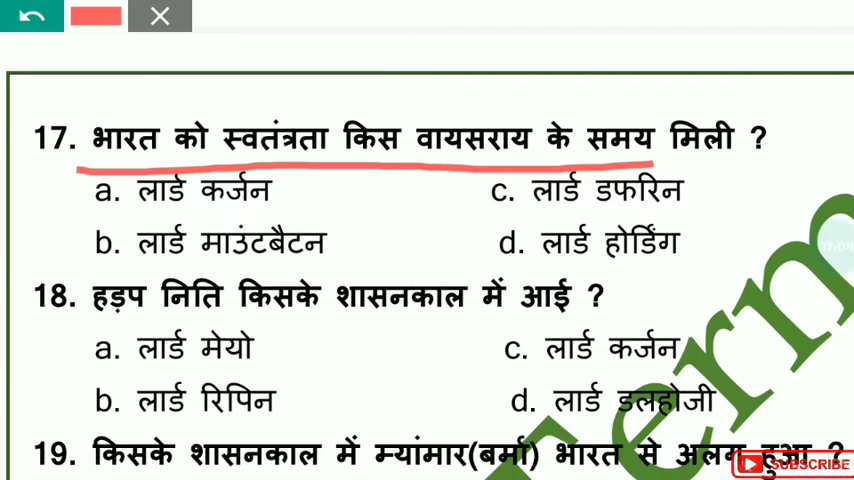 17. भारत को स्वतंत्रता किस वायसराय के समय मिली ?
a. लार्ड कर्जन c. लार्ड डफरिन
b. लार्ड माउंटबैटन d. लार्ड होर्डिंग
18. हड़प निति किसके शासनकाल में आई ?
a. लार्ड मेयो c. लार्ड कर्जन
b. लार्ड रिपिन d. लार्ड डलहोजी
19. किसके शासनकाल में म्यांमार(बर्मा) भारत से अलग हुआ ?
SUBSCRIBE